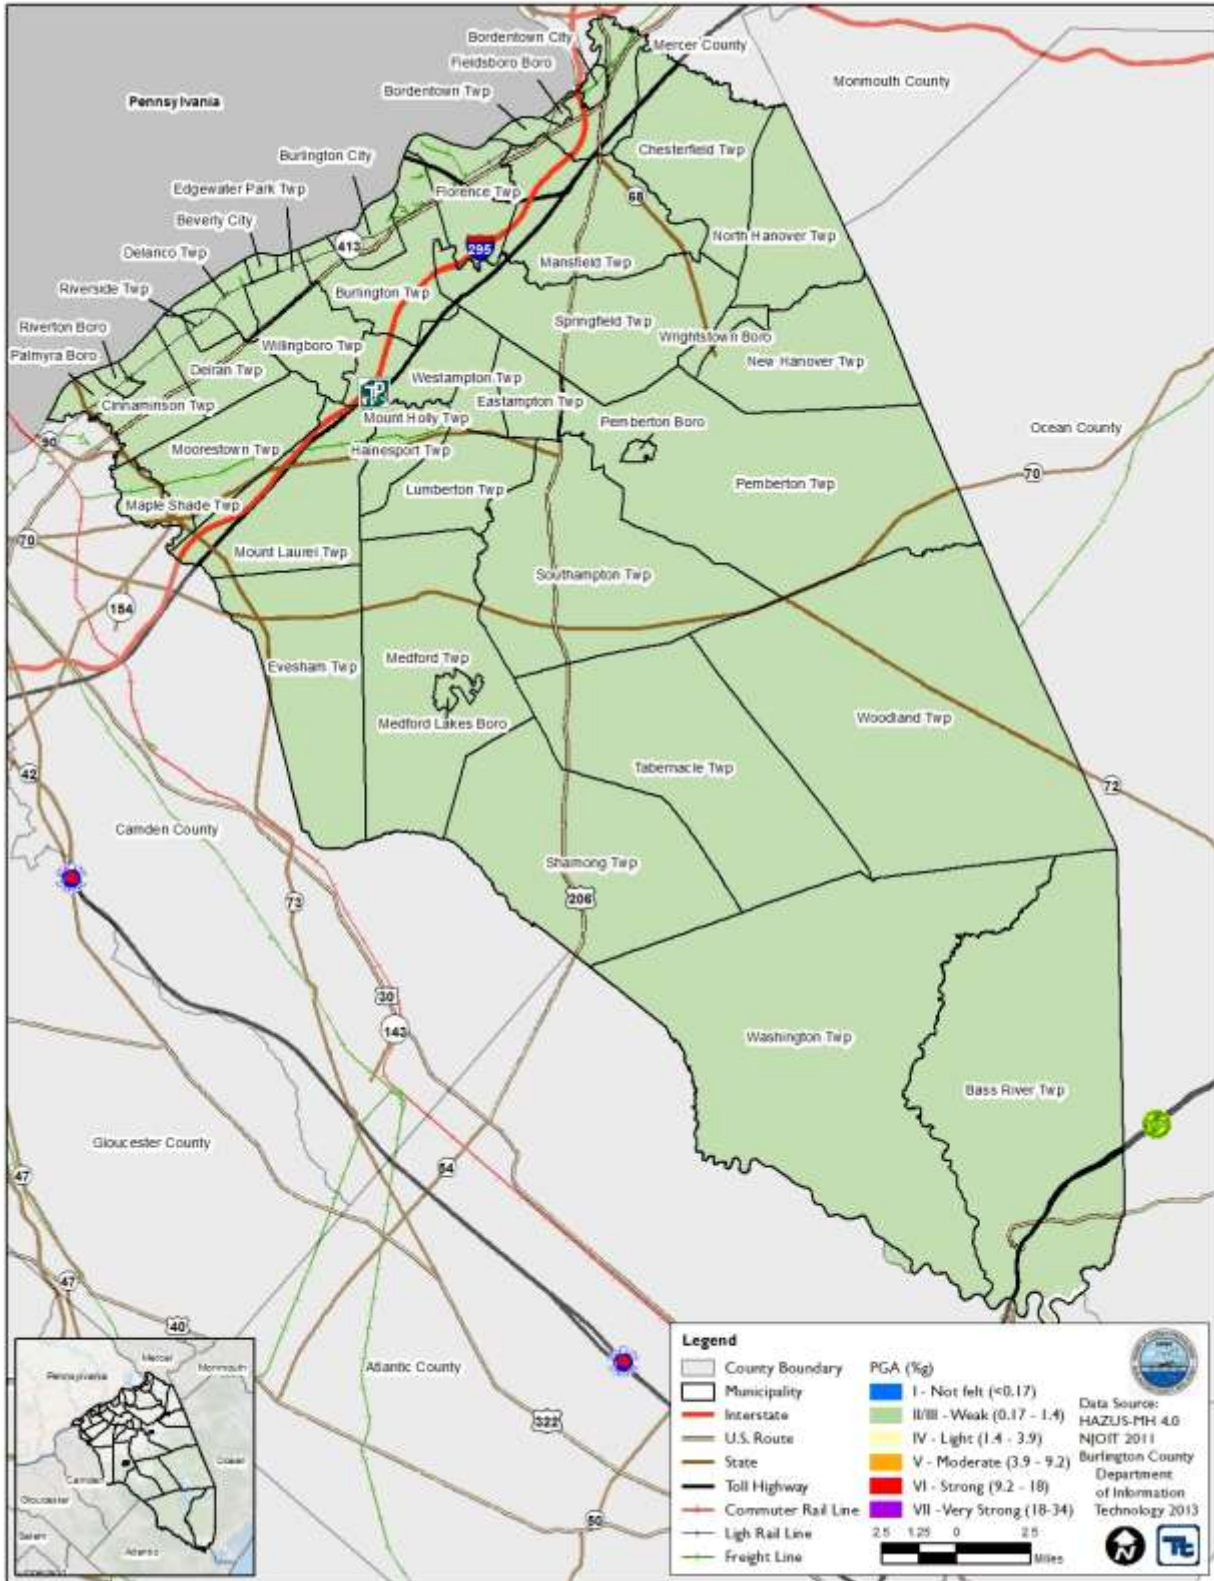 Bordentown City
Mercer County
Fieldsboro Boro
Monmouth County
Bordentown Twp
Pennsylvania
Burlington City
Chesterfield Twp
Edgewater Park Twp
Florence Twp
68
Beverly City
413
295
North Hanover Twp
Delanco Twp
Mansfield Twp
Riverside Twp
Burlington Twp
Springfield Twp
Riverton Boro
Wrightstown Boro
Willingboro Twp
Palmyra Boro
New Hanover Twp
Delran Twp
Westampton Twp
Cinnaminson Twp
Eastampton Twp
Mount Holly Twp
Pemberton Boro
Ocean County
90
Moorestown Twp
Hainesport Twp
70
Lumberton Twp
Pemberton Twp
Maple Shade Twp
70
Mount Laurel Twp
Southampton Twp
154
Evesham Twp
Medford Twp
Woodland Twp
Medford Lakes Boro
Tabernacle Twp
42
72
Camden County
Shamong Twp
73
206
30
143
Washington Twp
Bass River Twp
Gloucester County
54
47
47
40
Atlantic County
322
50
Mercer
Monmouth
Pennsylvania
Ocean
Camden
Gloucester
Salem
Atlantic
Legend
County Boundary
Municipality
Interstate
U.S. Route
State
Toll Highway
Commuter Rail Line
Ligh Rail Line
Freight Line
PGA (%g)
I - Not felt (<0.17)
II/III - Weak (0.17 - 1.4)
IV - Light (1.4 - 3.9)
V - Moderate (3.9 - 9.2)
VI - Strong (9.2 - 18)
VII - Very Strong (18-34)
2.5 1.25 0 2.5
Miles
Data Source:
HAZUS-MH 4.0
NJOIT 2011
Burlington County
Department
of Information
Technology 2013
N